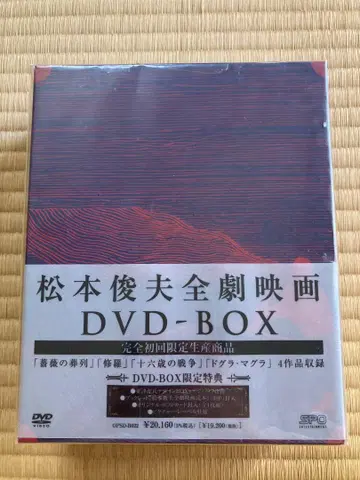 松本俊夫全劇映画
DVD-BOX
完全初回限定生産商品
「薔薇の葬列」「修羅」「十六歳の戦争」「ドグラ・マグラ」 4作品収録
DVD-BOX限定特典
DVD
VIDEO
¥20,160
SPO
ENTERTAINMENT